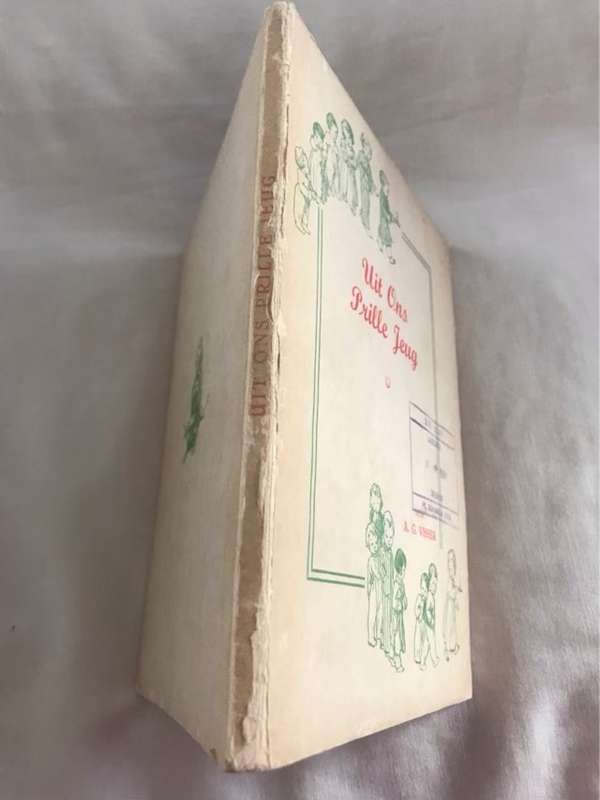 UIT ONS PRILLE JEUG
Uit Ons
Prille Jeug
A. G. VISSER